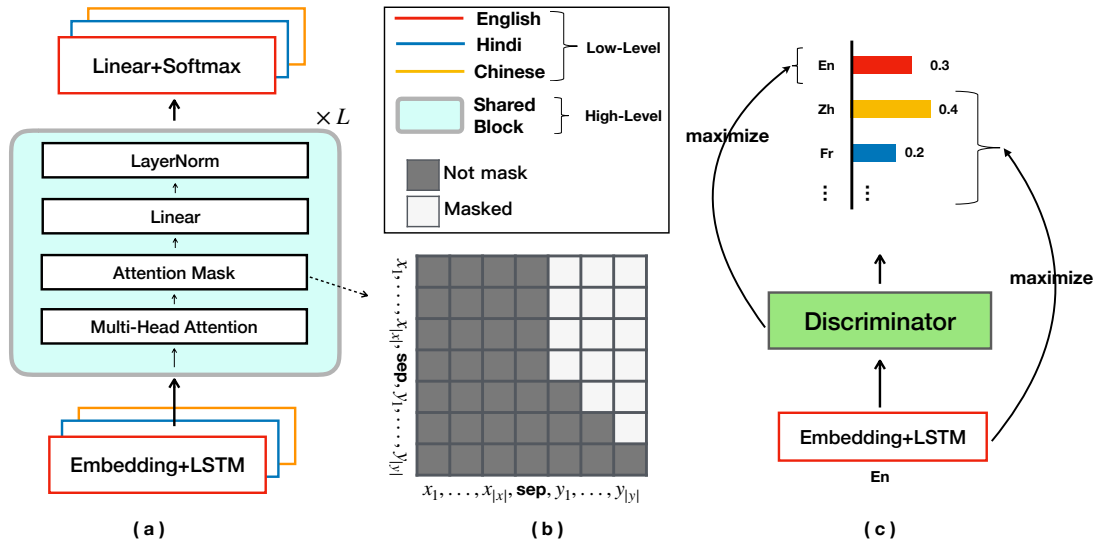 Linear+Softmax
× L
LayerNorm
Linear
Attention Mask
Multi-Head Attention
Embedding+LSTM
( a )
English
Hindi
Chinese
Low-Level
Shared
Block
High-Level
Not mask
Masked
x₁, . . . , x|x|, sep, y₁, . . . , y|y|
x₁, . . . , x|x|, sep, y₁, . . . , y|y|
( b )
En 0.3
Zh 0.4
Fr 0.2
⋮ ⋮
maximize
maximize
Discriminator
Embedding+LSTM
En
( c )